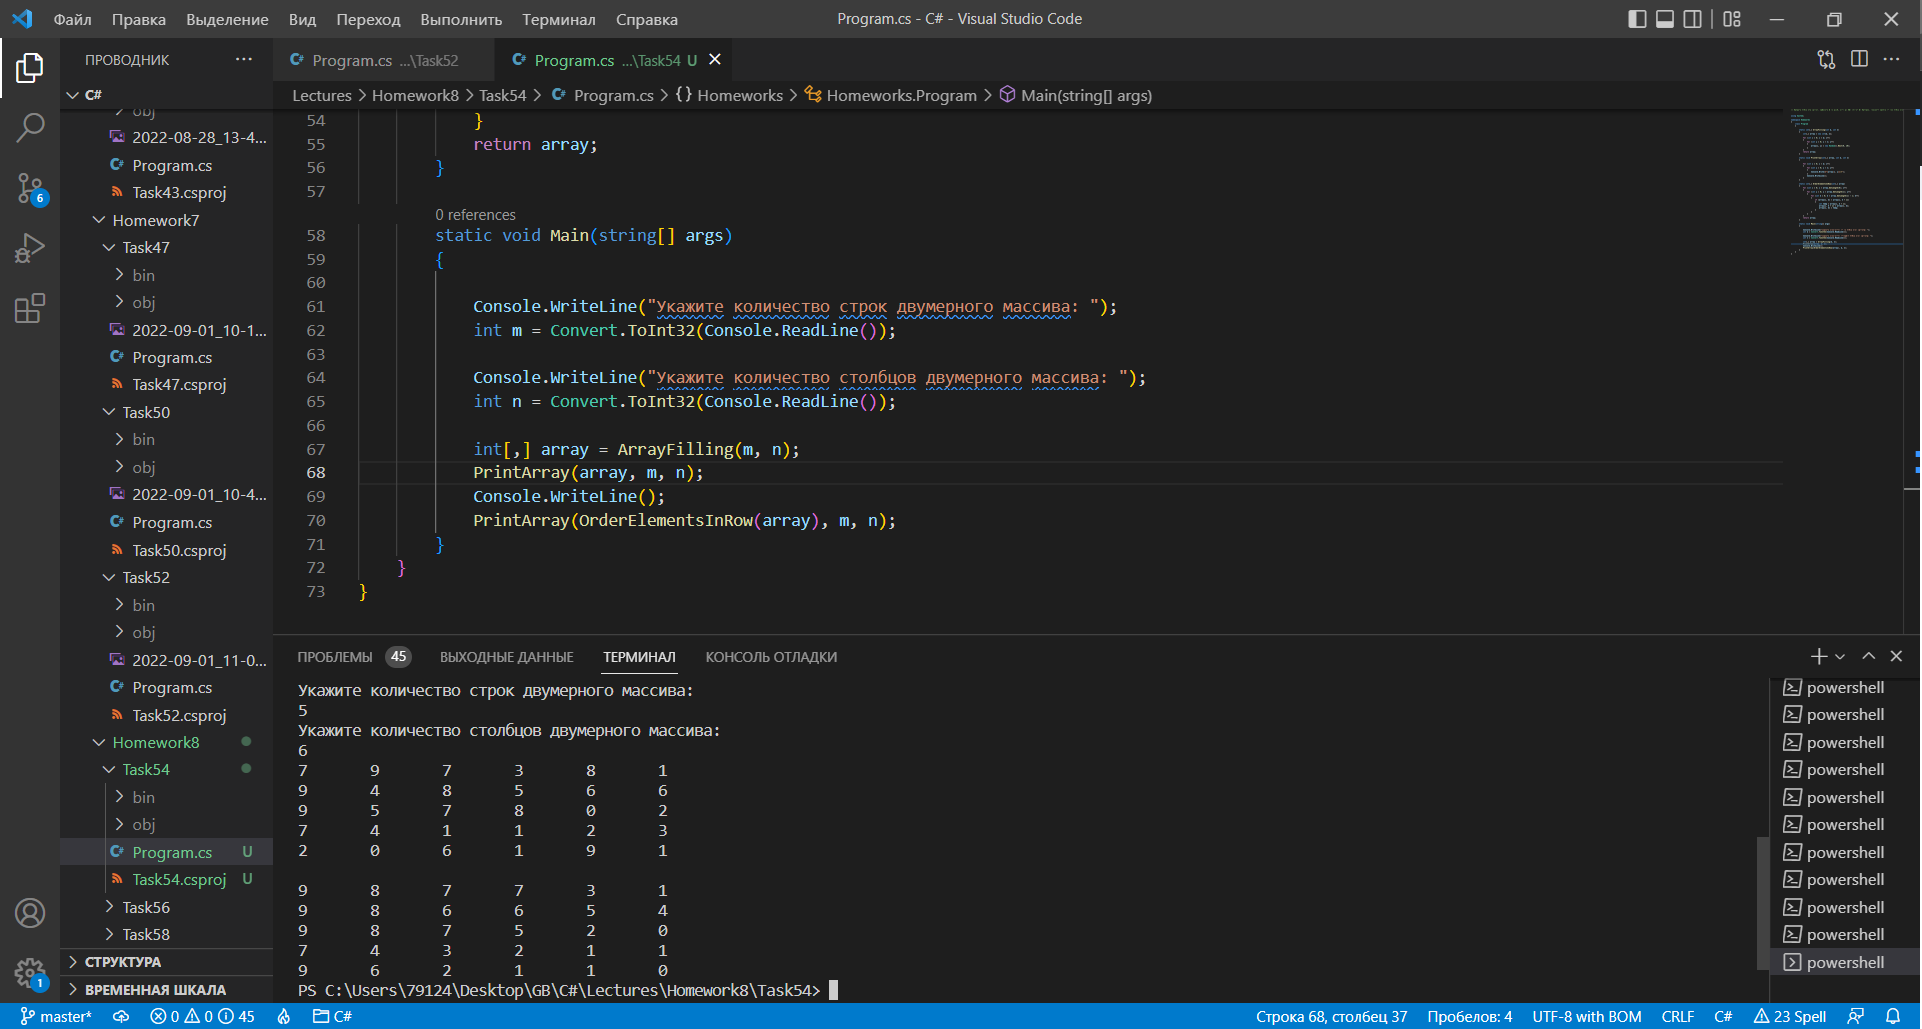 Файл Правка Выделение Вид Переход Выполнить Терминал Справка
Program.cs - C# - Visual Studio Code
ПРОВОДНИК ···
Program.cs ...\Task52
Program.cs ...\Task54 U
C#
Lectures > Homework8 > Task54 > Program.cs > {} Homeworks > Homeworks.Program > Main(string[] args)
obj
2022-08-28_13-4...
Program.cs
Task43.csproj
Homework7
Task47
bin
obj
2022-09-01_10-1...
Program.cs
Task47.csproj
Task50
bin
obj
2022-09-01_10-4...
Program.cs
Task50.csproj
Task52
bin
obj
2022-09-01_11-0...
Program.cs
Task52.csproj
Homework8
Task54
bin
obj
Program.cs U
Task54.csproj U
Task56
Task58
СТРУКТУРА
ВРЕМЕННАЯ ШКАЛА
6
1
54 }
55 return array;
56 }
57
0 references
58 static void Main(string[] args)
59 {
60
61 Console.WriteLine("Укажите количество строк двумерного массива: ");
62 int m = Convert.ToInt32(Console.ReadLine());
63
64 Console.WriteLine("Укажите количество столбцов двумерного массива: ");
65 int n = Convert.ToInt32(Console.ReadLine());
66
67 int[,] array = ArrayFilling(m, n);
68 PrintArray(array, m, n);
69 Console.WriteLine();
70 PrintArray(OrderElementsInRow(array), m, n);
71 }
72 }
73 }
ПРОБЛЕМЫ 45 ВЫХОДНЫЕ ДАННЫЕ ТЕРМИНАЛ КОНСОЛЬ ОТЛАДКИ
Укажите количество строк двумерного массива:
5
Укажите количество столбцов двумерного массива:
6
7 9 7 3 8 1
9 4 8 5 6 6
9 5 7 8 0 2
7 4 1 1 2 3
2 0 6 1 9 1
9 8 7 7 3 1
9 8 6 6 5 4
9 8 7 5 2 0
7 4 3 2 1 1
9 6 2 1 1 0
PS C:\Users\79124\Desktop\GB\C#\Lectures\Homework8\Task54>
powershell
powershell
powershell
powershell
powershell
powershell
powershell
powershell
powershell
powershell
powershell
master* 0 0 45 C#
Строка 68, столбец 37 Пробелов: 4 UTF-8 with BOM CRLF C# 23 Spell